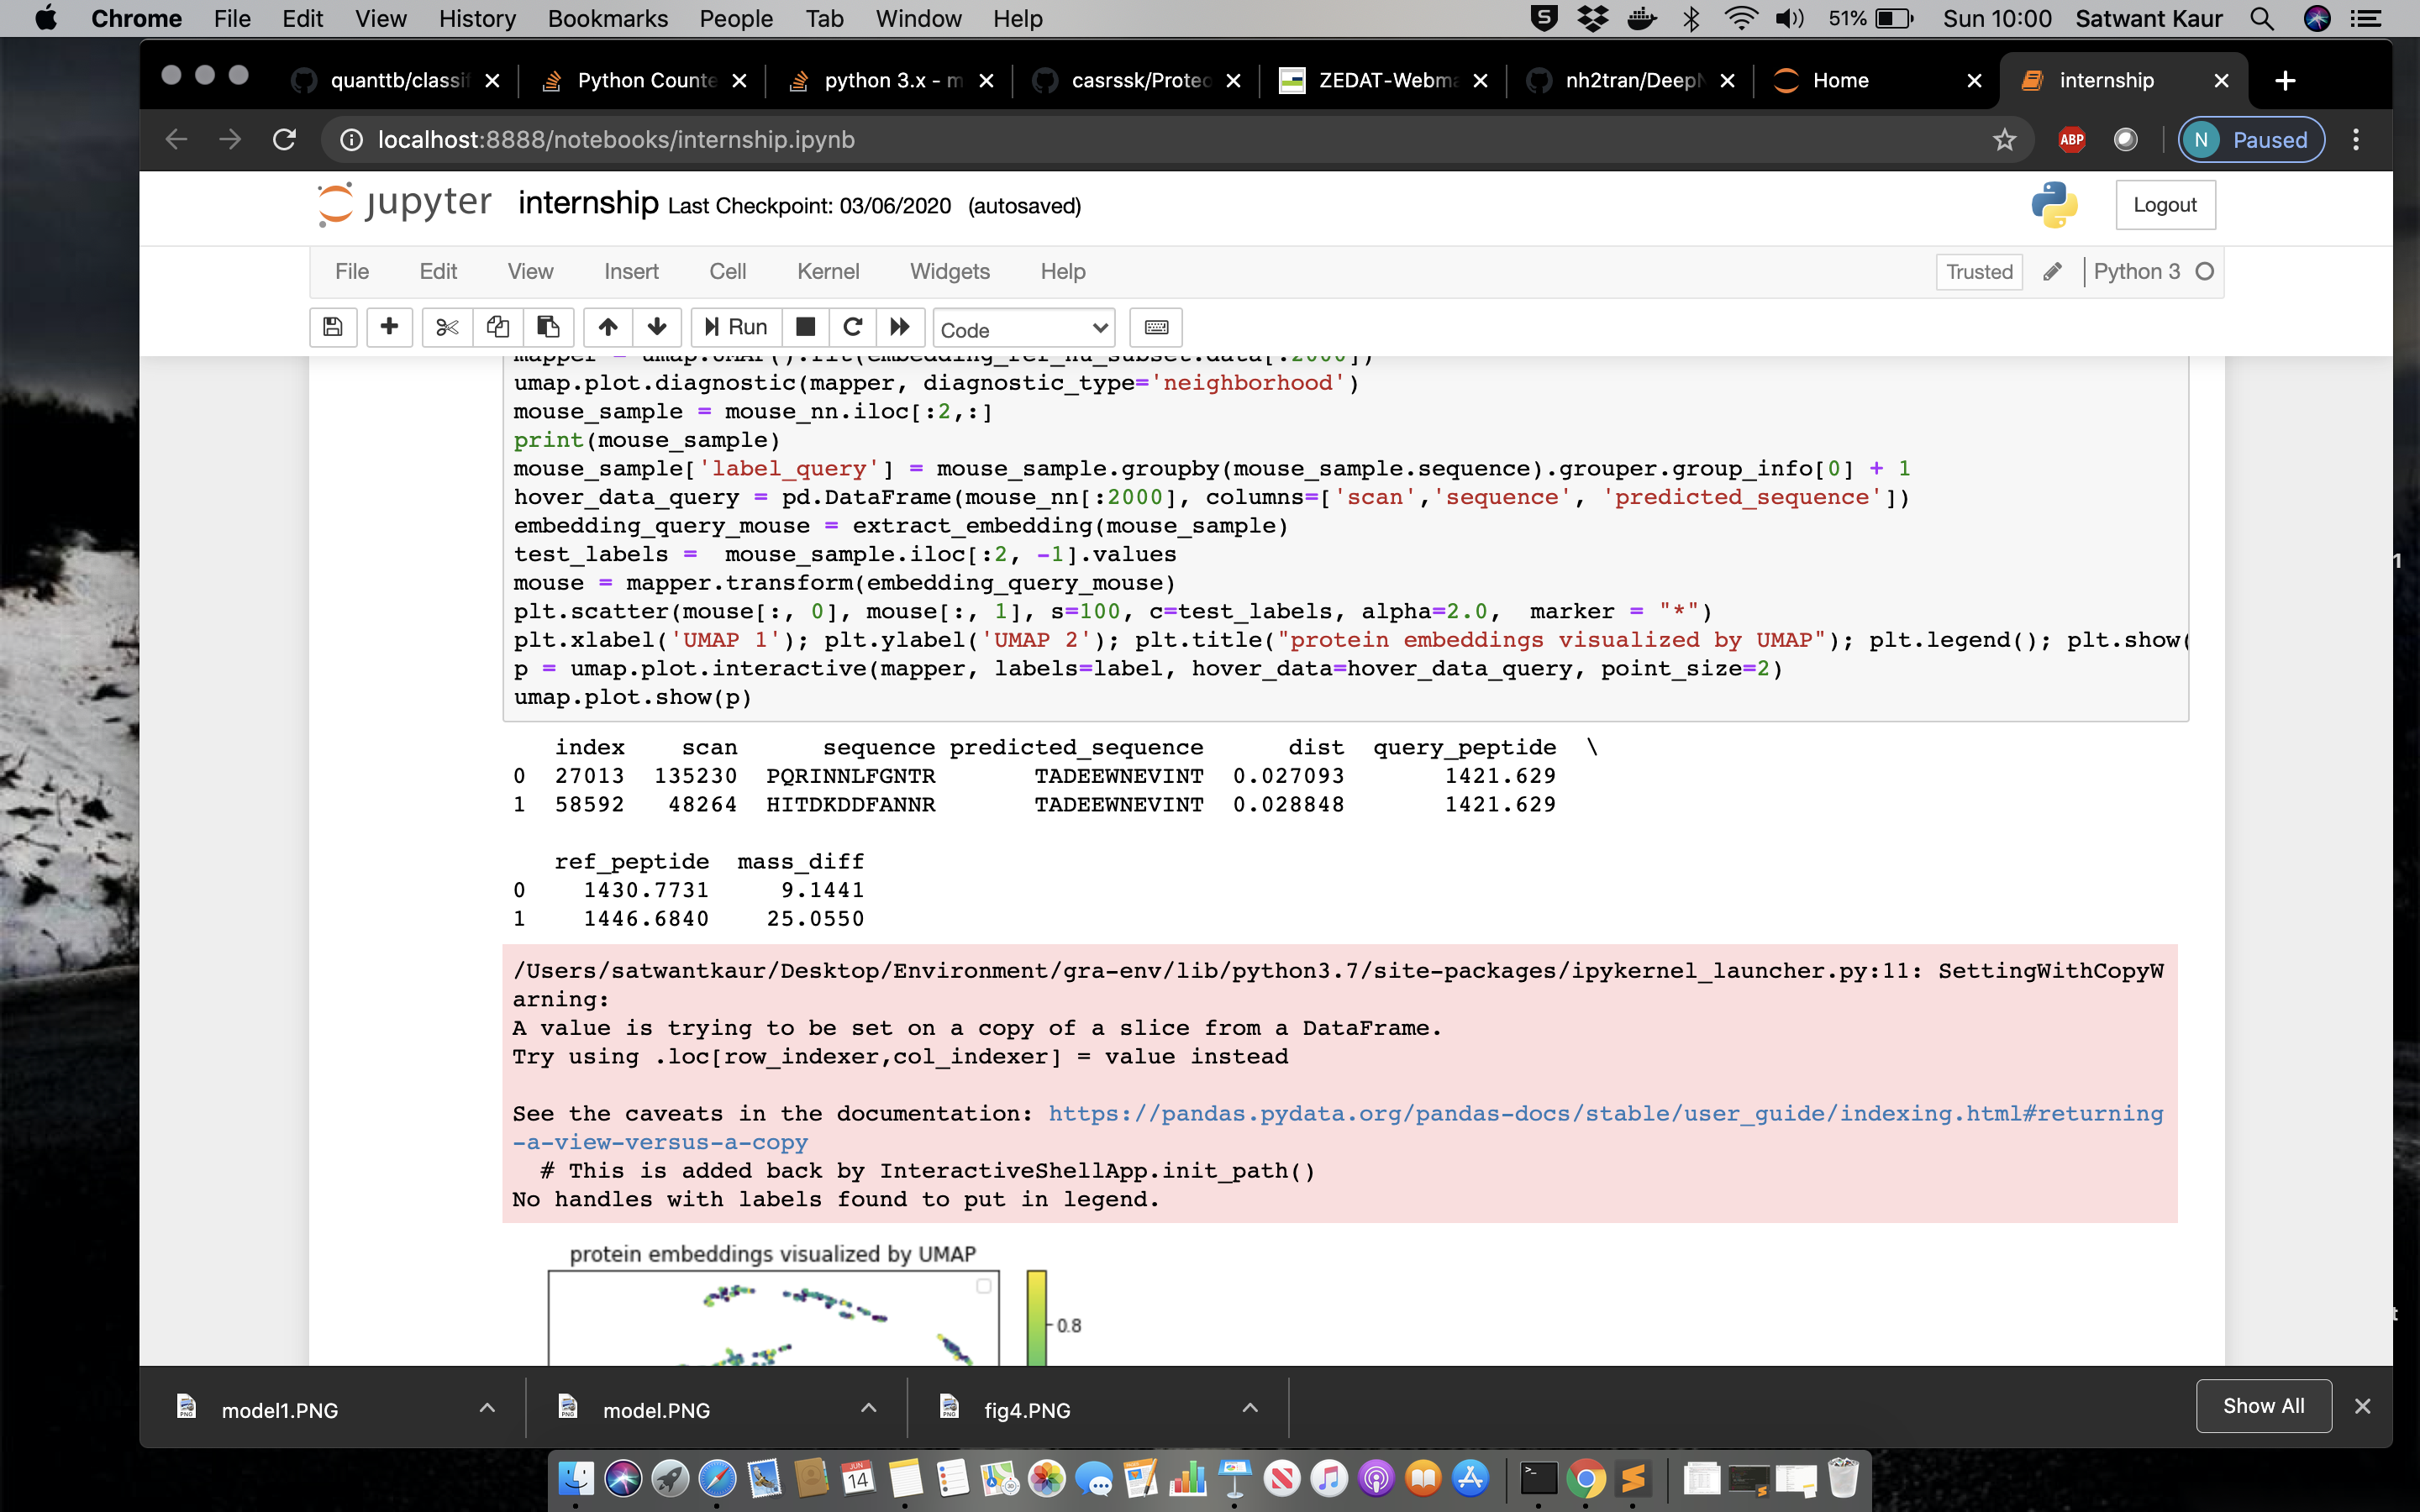 Chrome File Edit View History Bookmarks People Tab Window Help 51% Sun 10:00 Satwant Kaur
quanttb/classif Python Counte python 3.x - m casrssk/Proteo ZEDAT-Webma nh2tran/DeepN Home internship
localhost:8888/notebooks/internship.ipynb ABP N Paused
jupyter internship Last Checkpoint: 03/06/2020 (autosaved) Logout
File Edit View Insert Cell Kernel Widgets Help Trusted Python 3
Run Code
umap.plot.diagnostic(mapper, diagnostic_type='neighborhood')
mouse_sample = mouse_nn.iloc[:2,:]
print(mouse_sample)
mouse_sample['label_query'] = mouse_sample.groupby(mouse_sample.sequence).grouper.group_info[0] + 1
hover_data_query = pd.DataFrame(mouse_nn[:2000], columns=['scan','sequence', 'predicted_sequence'])
embedding_query_mouse = extract_embedding(mouse_sample)
test_labels =  mouse_sample.iloc[:2, -1].values
mouse = mapper.transform(embedding_query_mouse)
plt.scatter(mouse[:, 0], mouse[:, 1], s=100, c=test_labels, alpha=2.0,  marker = "*")
plt.xlabel('UMAP 1'); plt.ylabel('UMAP 2'); plt.title("protein embeddings visualized by UMAP"); plt.legend(); plt.show(
p = umap.plot.interactive(mapper, labels=label, hover_data=hover_data_query, point_size=2)
umap.plot.show(p)
index scan sequence predicted_sequence dist query_peptide \
0 27013 135230 PQRINNLFGNTR TADEEWNEVINT 0.027093 1421.629
1 58592 48264 HITDKDDFANNR TADEEWNEVINT 0.028848 1421.629
ref_peptide mass_diff
0 1430.7731 9.1441
1 1446.6840 25.0550
/Users/satwantkaur/Desktop/Environment/gra-env/lib/python3.7/site-packages/ipykernel_launcher.py:11: SettingWithCopyW
arning:
A value is trying to be set on a copy of a slice from a DataFrame.
Try using .loc[row_indexer,col_indexer] = value instead
See the caveats in the documentation: https://pandas.pydata.org/pandas-docs/stable/user_guide/indexing.html#returning
-a-view-versus-a-copy
# This is added back by InteractiveShellApp.init_path()
No handles with labels found to put in legend.
protein embeddings visualized by UMAP
0.8
model1.PNG model.PNG fig4.PNG Show All
JUN
14